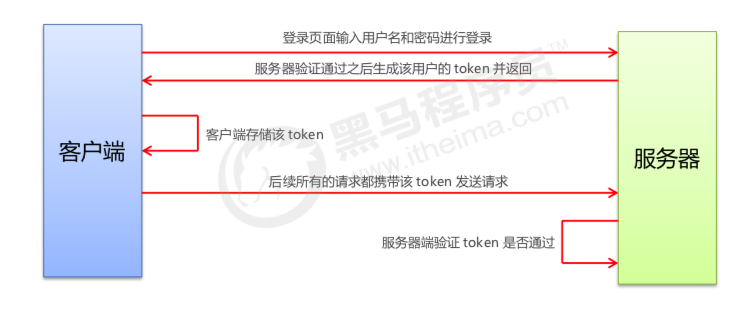 登录页面输入用户名和密码进行登录
服务器验证通过之后生成该用户的 token 并返回
客户端存储该 token
客户端
后续所有的请求都携带该 token 发送请求
服务器
服务器端验证 token 是否通过
黑马程序员™
www.itheima.com